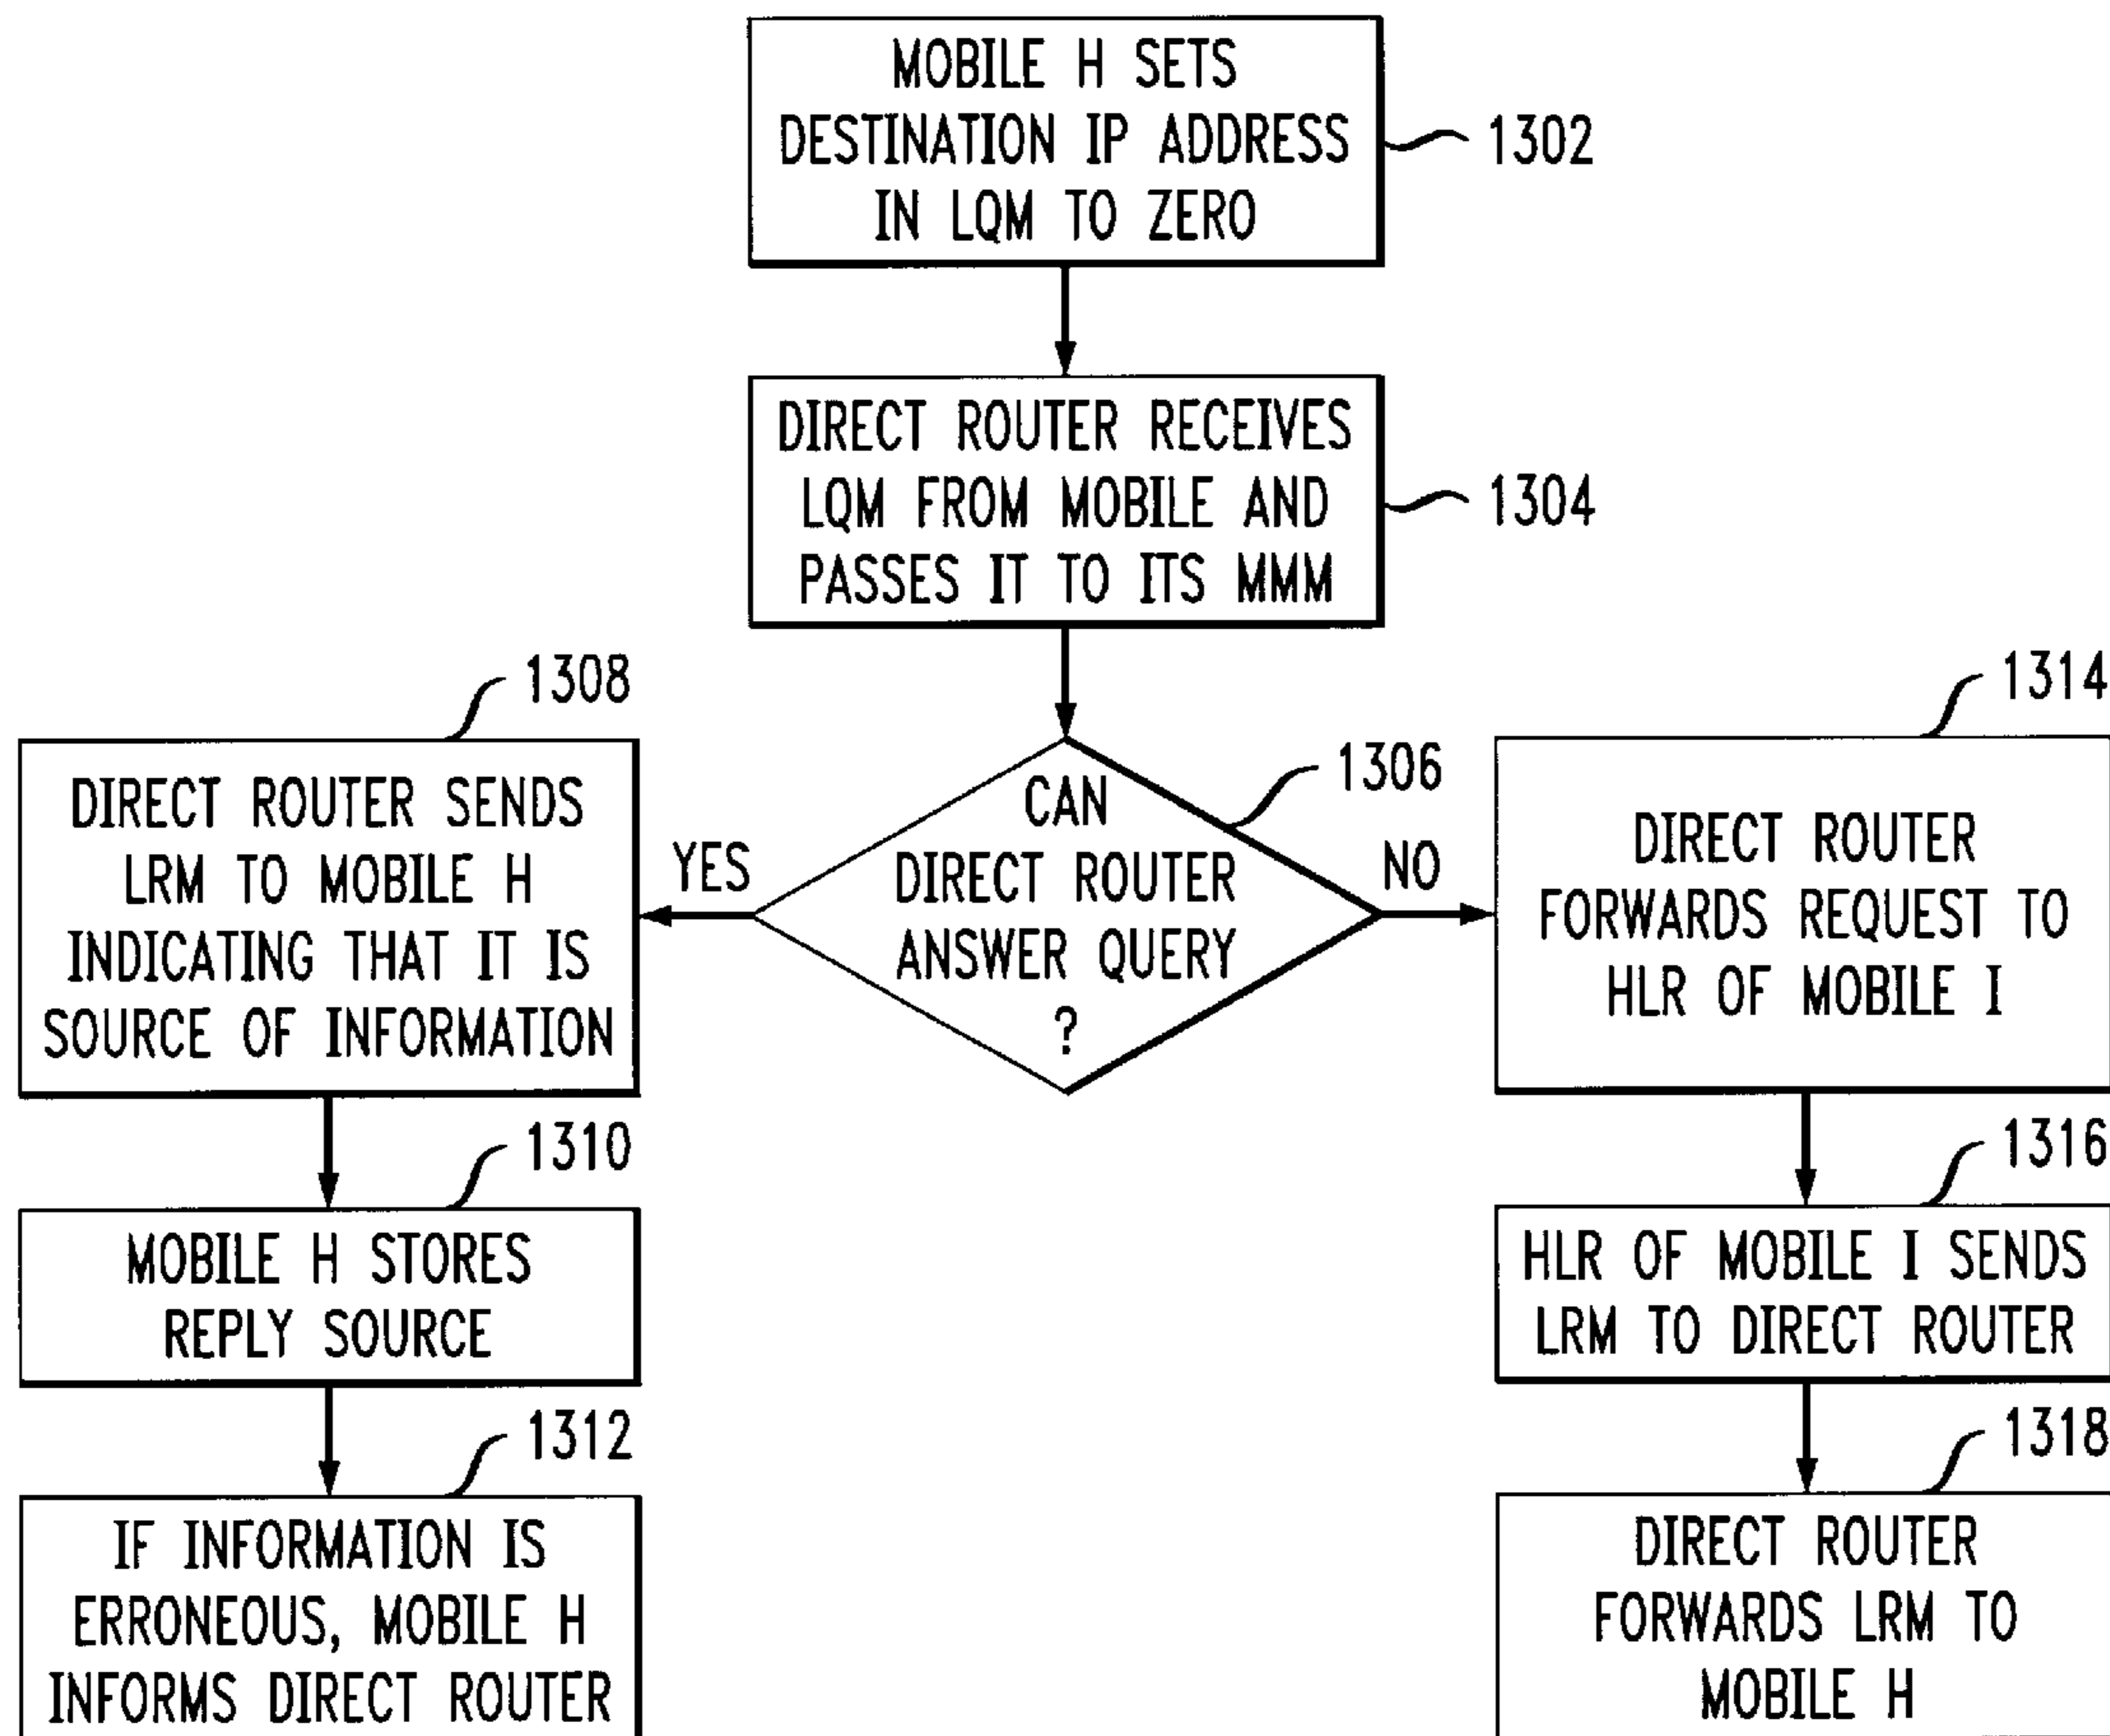 MOBILE H SETS
DESTINATION IP ADDRESS
IN LQM TO ZERO
1302
DIRECT ROUTER RECEIVES
LQM FROM MOBILE AND
PASSES IT TO ITS MMM
1304
CAN
DIRECT ROUTER
ANSWER QUERY
?
1306
YES
NO
1308
DIRECT ROUTER SENDS
LRM TO MOBILE H
INDICATING THAT IT IS
SOURCE OF INFORMATION
1310
MOBILE H STORES
REPLY SOURCE
1312
IF INFORMATION IS
ERRONEOUS, MOBILE H
INFORMS DIRECT ROUTER
1314
DIRECT ROUTER
FORWARDS REQUEST TO
HLR OF MOBILE I
1316
HLR OF MOBILE I SENDS
LRM TO DIRECT ROUTER
1318
DIRECT ROUTER
FORWARDS LRM TO
MOBILE H